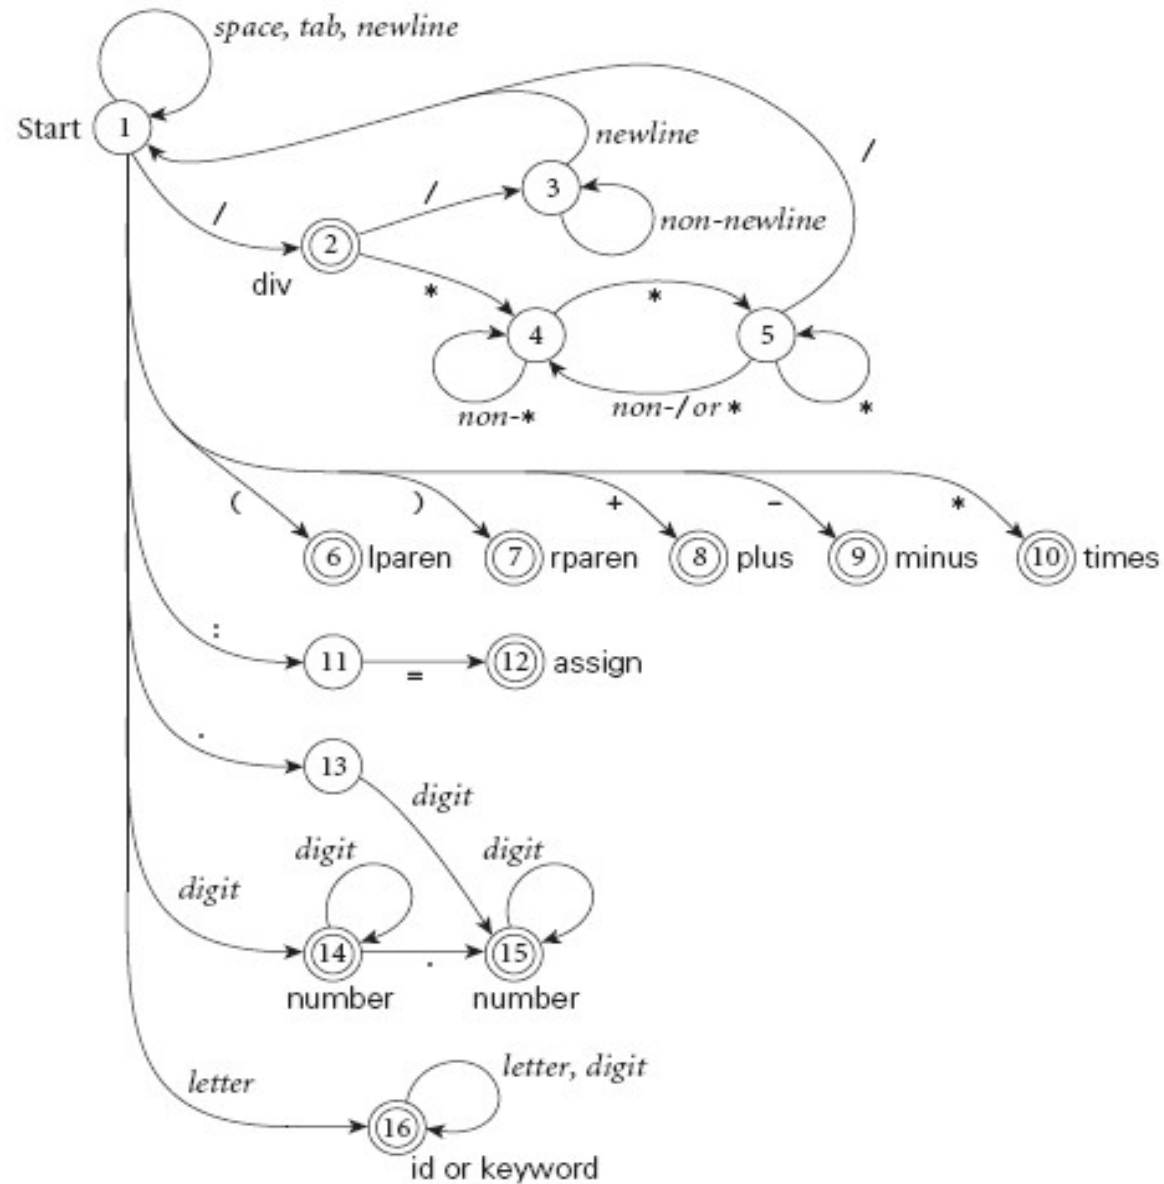 space, tab, newline
Start 1
newline
/
/ 3
/ non-newline
2
div *
* 4 5
non-* non-/ or * *
( ) + - *
6 lparen 7 rparen 8 plus 9 minus 10 times
:
11 = 12 assign
.
13
digit
digit digit
digit
14 . 15
number number
letter letter, digit
16
id or keyword